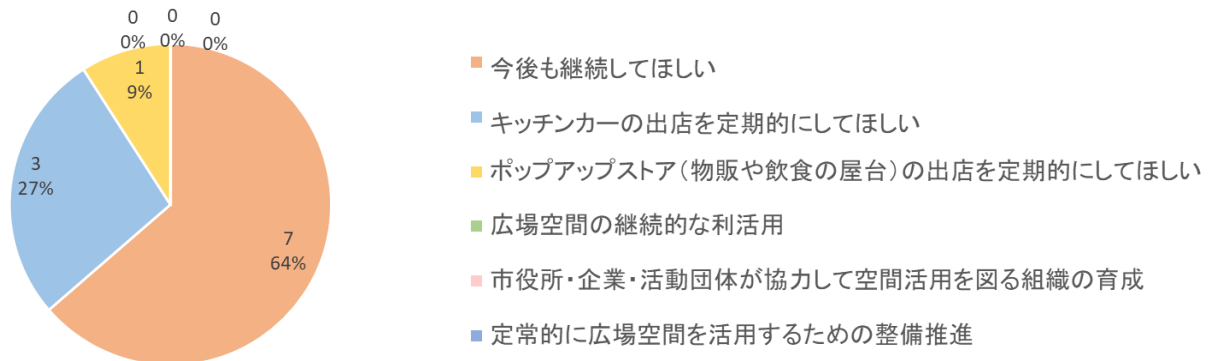 0
0%
0
0%
0
0%
1
9%
3
27%
7
64%
今後も継続してほしい
キッチンカーの出店を定期的にしてほしい
ポップアップストア(物販や飲食の屋台)の出店を定期的にしてほしい
広場空間の継続的な利活用
市役所・企業・活動団体が協力して空間活用を図る組織の育成
定常的に広場空間を活用するための整備推進